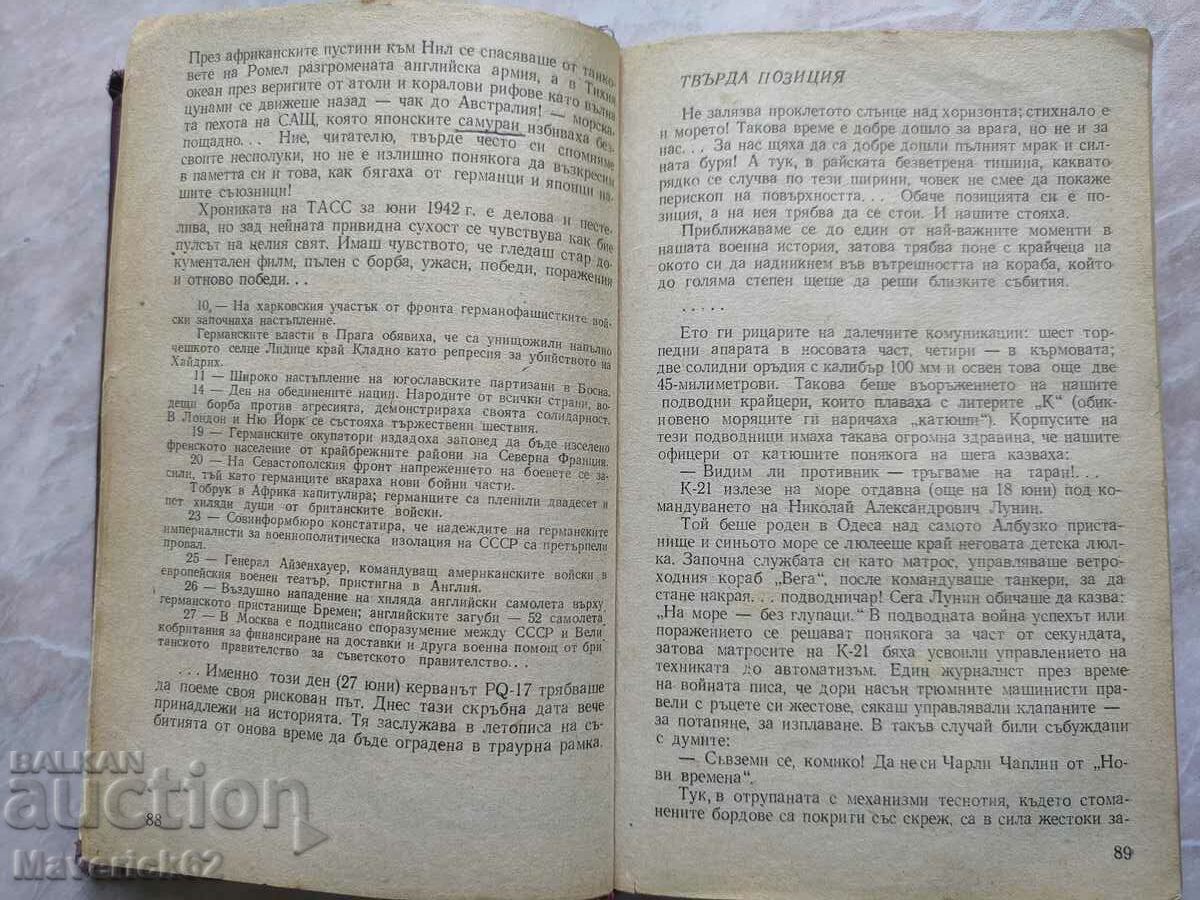 През африканските пустини към Нил се спасяваше от танко-
вете на Ромел разгромената английска армия, а в Тихия
океан през веригите от атоли и коралови рифове като вълна
цунами се движеше назад — чак до Австралия! — морска-
та пехота на САЩ, която японските самураи избиваха без-
пощадно... Ние, читателю, твърде често си спомняме
своите несполуки, но не е излишно понякога да възкресим
в паметта си и това, как бягаха от германци и японци на-
шите съюзници!
Хрониката на ТАСС за юни 1942 г. е делова и песте-
лива, но зад нейната привидна сухост се чувствува как бие
пулсът на целия свят. Имаш чувството, че гледаш стар до-
кументален филм, пълен с борба, ужаси, победи, поражения
и отново победи...
10, — На харковския участък от фронта германофашистките вой-
ски започнаха настъпление.
Германските власти в Прага обявиха, че са унищожили напълно
чешкото селце Лидице край Кладно като репресия за убийството на
Хайдрих.
11 — Широко настъпление на югославските партизани в Босна.
14 — Ден на обединените нации. Народите от всички страни, во-
дещи борба против агресията, демонстрираха своята солидарност.
В Лондон и Ню Йорк се състояха тържествени шествия.
19 — Германските окупатори издадоха заповед да бъде изселено
френското население от крайбрежните райони на Северна Франция.
20 — На Севастополския фронт напрежението на боевете се за-
сили, тъй като германците вкараха нови бойни части.
Тобрук в Африка капитулира; германците са пленили двадесет и
пет хиляди души от британските войски.
23 — Совинформбюро констатира, че надеждите на германските
империалисти за военнополитическа изолация на СССР са претърпели
провал.
25 — Генерал Айзенхауер, командуващ американските войски в
европейския военен театър, пристигна в Англия.
26 — Въздушно нападение на хиляда английски самолета върху
германското пристанище Бремен; английските загуби — 52 самолета.
27 — В Москва е подписано споразумение между СССР и Вели
кобритания за финансиране на доставки и друга военна помощ от бри
танското правителство за съветското правителство...
...Именно този ден (27 юни) керванът PQ-17 трябваше
да поеме своя рискован път. Днес тази скръбна дата вече
принадлежи на историята. Тя заслужава в летописа на съ-
битията от онова време да бъде оградена в траурна рамка.
88
ТВЪРДА ПОЗИЦИЯ
Не залязва проклетото слънце над хоризонта; стихнало е
и морето! Такова време е добре дошло за врага, но не и за
нас... За нас щяха да са добре дошли пълният мрак и сил-
ната буря! А тук, в райската безветрена тишина, каквато
рядко се случва по тези ширини, човек не смее да покаже
перископ на повърхността... Обаче позицията си е по-
зиция, а на нея трябва да се стои. И нашите стояха.
Приближаваме се до един от най-важните моменти в
нашата военна история, затова трябва поне с крайчеца на
окото си да надникнем във вътрешността на кораба, който
до голяма степен щеше да реши близките събития.
.....
Ето ги рицарите на далечните комуникации: шест тор-
педни апарата в носовата част, четири — в кърмовата;
две солидни оръдия с калибър 100 мм и освен това още две
45-милиметрови. Такова беше въоръжението на нашите
подводни крайцери, които плаваха с литерите „К" (обик-
новено моряците ги наричаха „катюши"). Корпусите на
тези подводници имаха такава огромна здравина, че нашите
офицери от катюшите понякога на шега казваха:
— Видим ли противник — тръгваме на таран!...
К-21 излезе на море отдавна (още на 18 юни) под ко-
мандуването на Николай Александрович Лунин.
Той беше роден в Одеса над самото Албузко приста-
нище и синьото море се люлееше край неговата детска люл-
ка. Започна службата си като матрос, управляваше ветро-
ходния кораб „Вега", после командуваше танкери, за да
стане накрая... подводничар! Сега Лунин обичаше да казва:
„На море — без глупаци." В подводната война успехът или
поражението се решават понякога за част от секундата,
затова матросите на К-21 бяха усвоили управлението на
техниката до автоматизъм. Един журналист през време
на войната писа, че дори насън трюмните машинисти пра-
вели с ръцете си жестове, сякаш управлявали клапаните —
за потапяне, за изплаване. В такъв случай били събуждани
с думите:
— Съвземи се, комико! Да не си Чарли Чаплин от „Но-
ви времена".
Тук, в отрупаната с механизми теснотия, където стома-
нените бордове са покрити със скреж, са в сила жестоки за-
89
BALKAN
auction
Maverick62